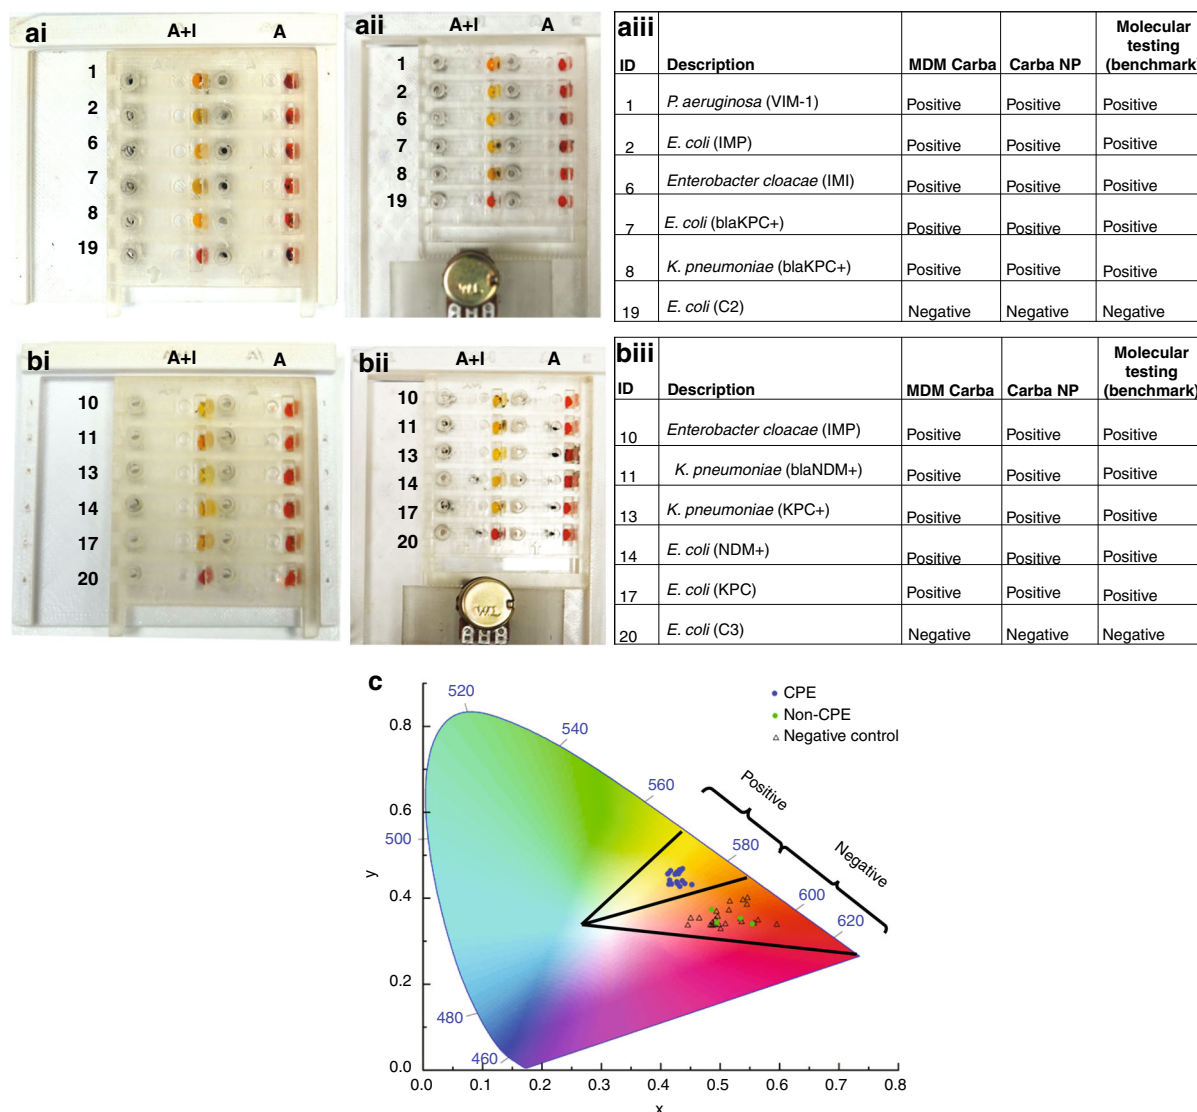 ai
A+I
A
1
2
6
7
8
19
aii
A+I
A
1
2
6
7
8
19
WL
aiii
ID
Description
MDM Carba
Carba NP
Molecular
testing
(benchmark)
1
P. aeruginosa (VIM-1)
Positive
Positive
Positive
2
E. coli (IMP)
Positive
Positive
Positive
6
Enterobacter cloacae (IMI)
Positive
Positive
Positive
7
E. coli (blaKPC+)
Positive
Positive
Positive
8
K. pneumoniae (blaKPC+)
Positive
Positive
Positive
19
E. coli (C2)
Negative
Negative
Negative
bi
A+I
A
10
11
13
14
17
20
bii
A+I
A
10
11
13
14
17
20
WL
biii
ID
Description
MDM Carba
Carba NP
Molecular
testing
(benchmark)
10
Enterobacter cloacae (IMP)
Positive
Positive
Positive
11
K. pneumoniae (blaNDM+)
Positive
Positive
Positive
13
K. pneumoniae (KPC+)
Positive
Positive
Positive
14
E. coli (NDM+)
Positive
Positive
Positive
17
E. coli (KPC)
Positive
Positive
Positive
20
E. coli (C3)
Negative
Negative
Negative
c
CPE
Non-CPE
Negative control
Positive
Negative
520
540
560
580
600
620
500
480
460
y
0.8
0.6
0.4
0.2
0.0
0.0
0.1
0.2
0.3
0.4
0.5
0.6
0.7
0.8
x